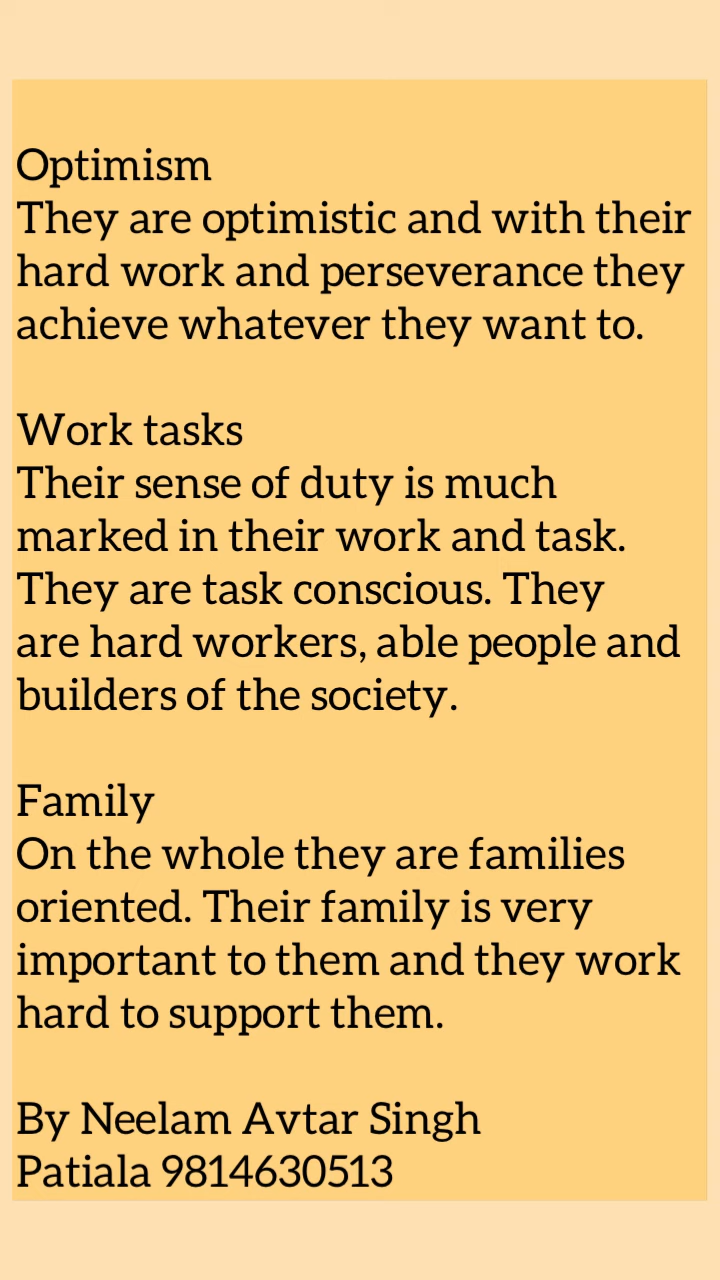 Optimism
They are optimistic and with their
hard work and perseverance they
achieve whatever they want to.
Work tasks
Their sense of duty is much
marked in their work and task.
They are task conscious. They
are hard workers, able people and
builders of the society.
Family
On the whole they are families
oriented. Their family is very
important to them and they work
hard to support them.
By Neelam Avtar Singh
Patiala 9814630513